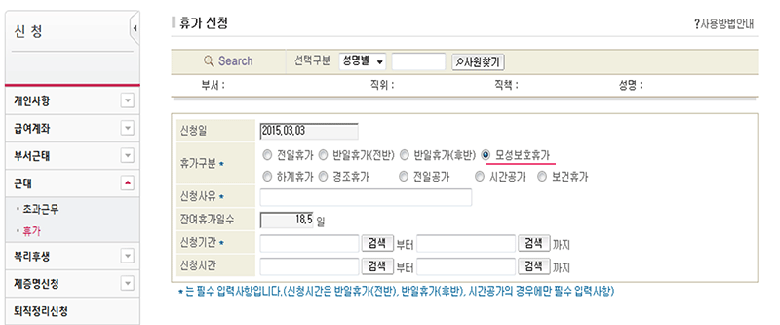 신 청
개인사항
급여계좌
부서근태
근태
· 초과근무
· 휴가
복리후생
제증명신청
퇴직정리신청
휴가 신청
?사용방법안내
Search 선택구분 성명별 사원찾기
부서 : 직위 : 직책 : 성명 :
신청일 2015.03.03
휴가구분 * 전일휴가 반일휴가(전반) 반일휴가(후반) 모성보호휴가
하계휴가 경조휴가 전일공가 시간공가 보건휴가
신청사유 *
잔여휴가일수 18.5 일
신청기간 * 검색 부터 검색 까지
신청시간 검색 부터 검색 까지
* 는 필수 입력사항입니다.(신청시간은 반일휴가(전반), 반일휴가(후반), 시간공가의 경우에만 필수 입력사항)